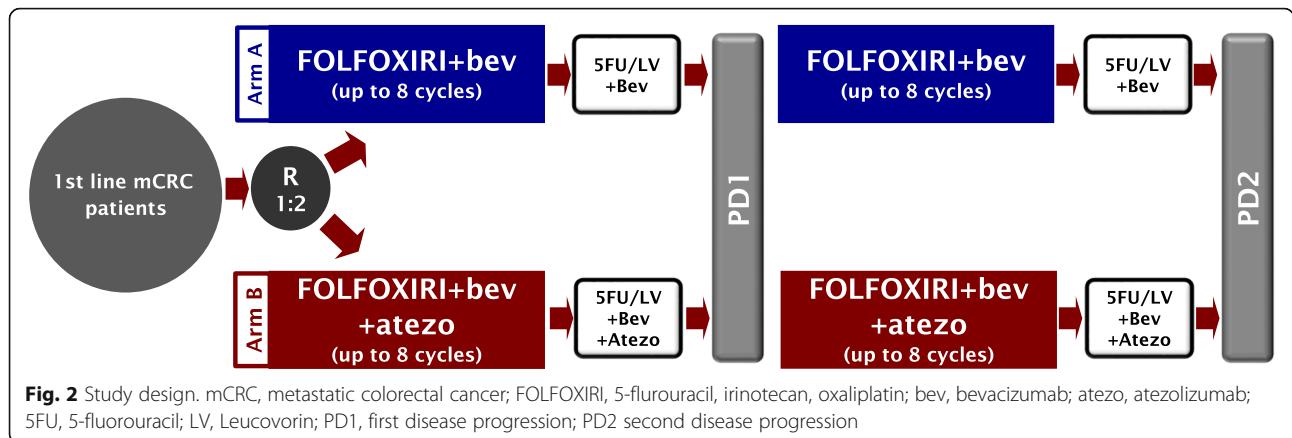 1st line mCRC
patients
R
1:2
Arm A
FOLFOXIRI+bev
(up to 8 cycles)
5FU/LV
+Bev
PD1
FOLFOXIRI+bev
(up to 8 cycles)
5FU/LV
+Bev
PD2
Arm B
FOLFOXIRI+bev
+atezo
(up to 8 cycles)
5FU/LV
+Bev
+Atezo
FOLFOXIRI+bev
+atezo
(up to 8 cycles)
5FU/LV
+Bev
+Atezo
Fig. 2 Study design. mCRC, metastatic colorectal cancer; FOLFOXIRI, 5-flurouracil, irinotecan, oxaliplatin; bev, bevacizumab; atezo, atezolizumab;
5FU, 5-fluorouracil; LV, Leucovorin; PD1, first disease progression; PD2 second disease progression